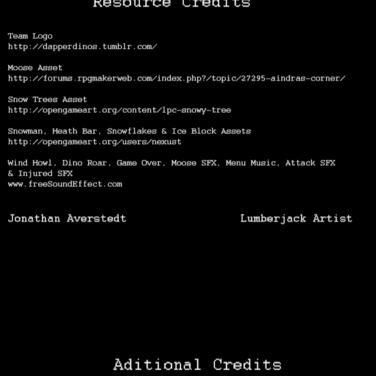 Resource Credits
Team Logo
http://dapperdinos.tumblr.com/
Moose Asset
http://forums.rpgmakerweb.com/index.php?/topic/27295-aindras-corner/
Snow Trees Asset
http://opengameart.org/content/lpc-snowy-tree
Snowman, Heath Bar, Snowflakes & Ice Block Assets
http://opengameart.org/users/nexust
Wind Howl, Dino Roar, Game Over, Moose SFX, Menu Music, Attack SFX
& Injured SFX
www.freeSoundEffect.com
Jonathan Averstedt Lumberjack Artist
Aditional Credits